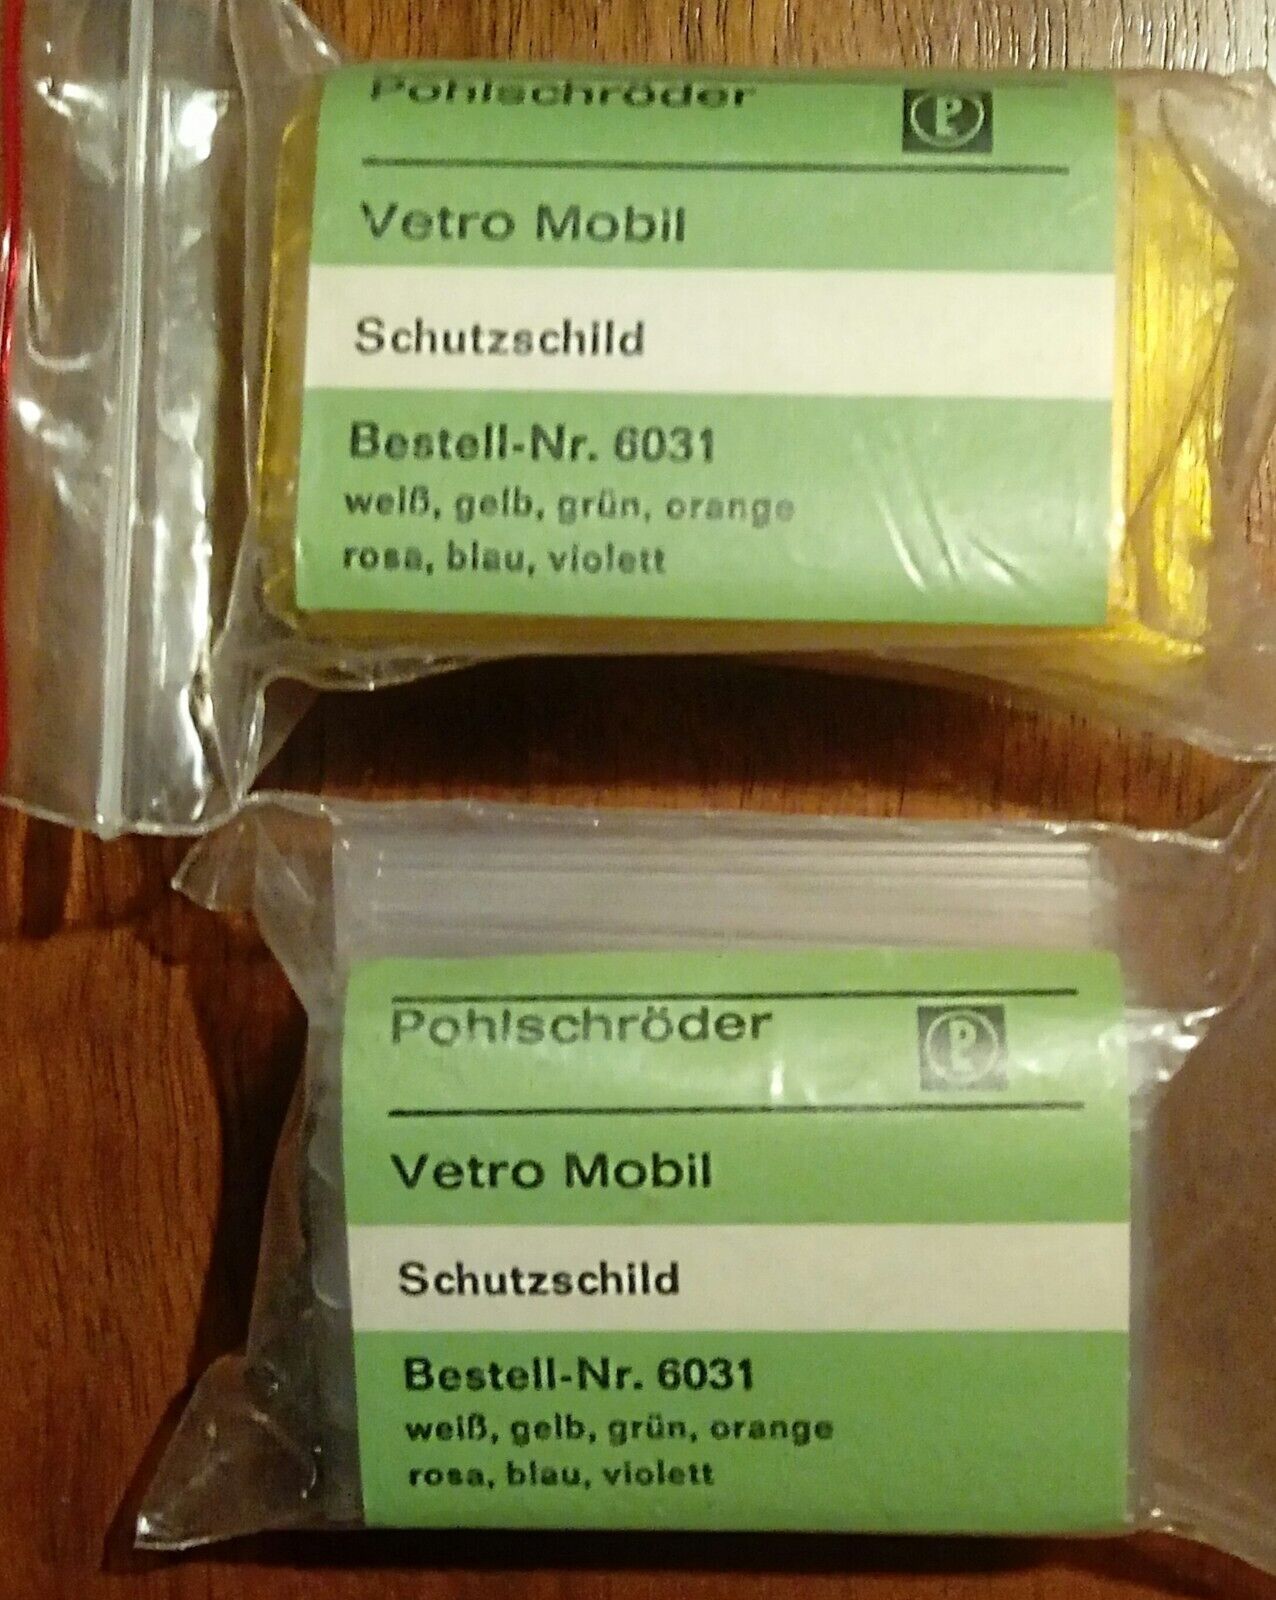 Pohlschröder
P
Vetro Mobil
Schutzschild
Bestell-Nr. 6031
weiß, gelb, grün, orange
rosa, blau, violett
Pohlschröder
P
Vetro Mobil
Schutzschild
Bestell-Nr. 6031
weiß, gelb, grün, orange
rosa, blau, violett